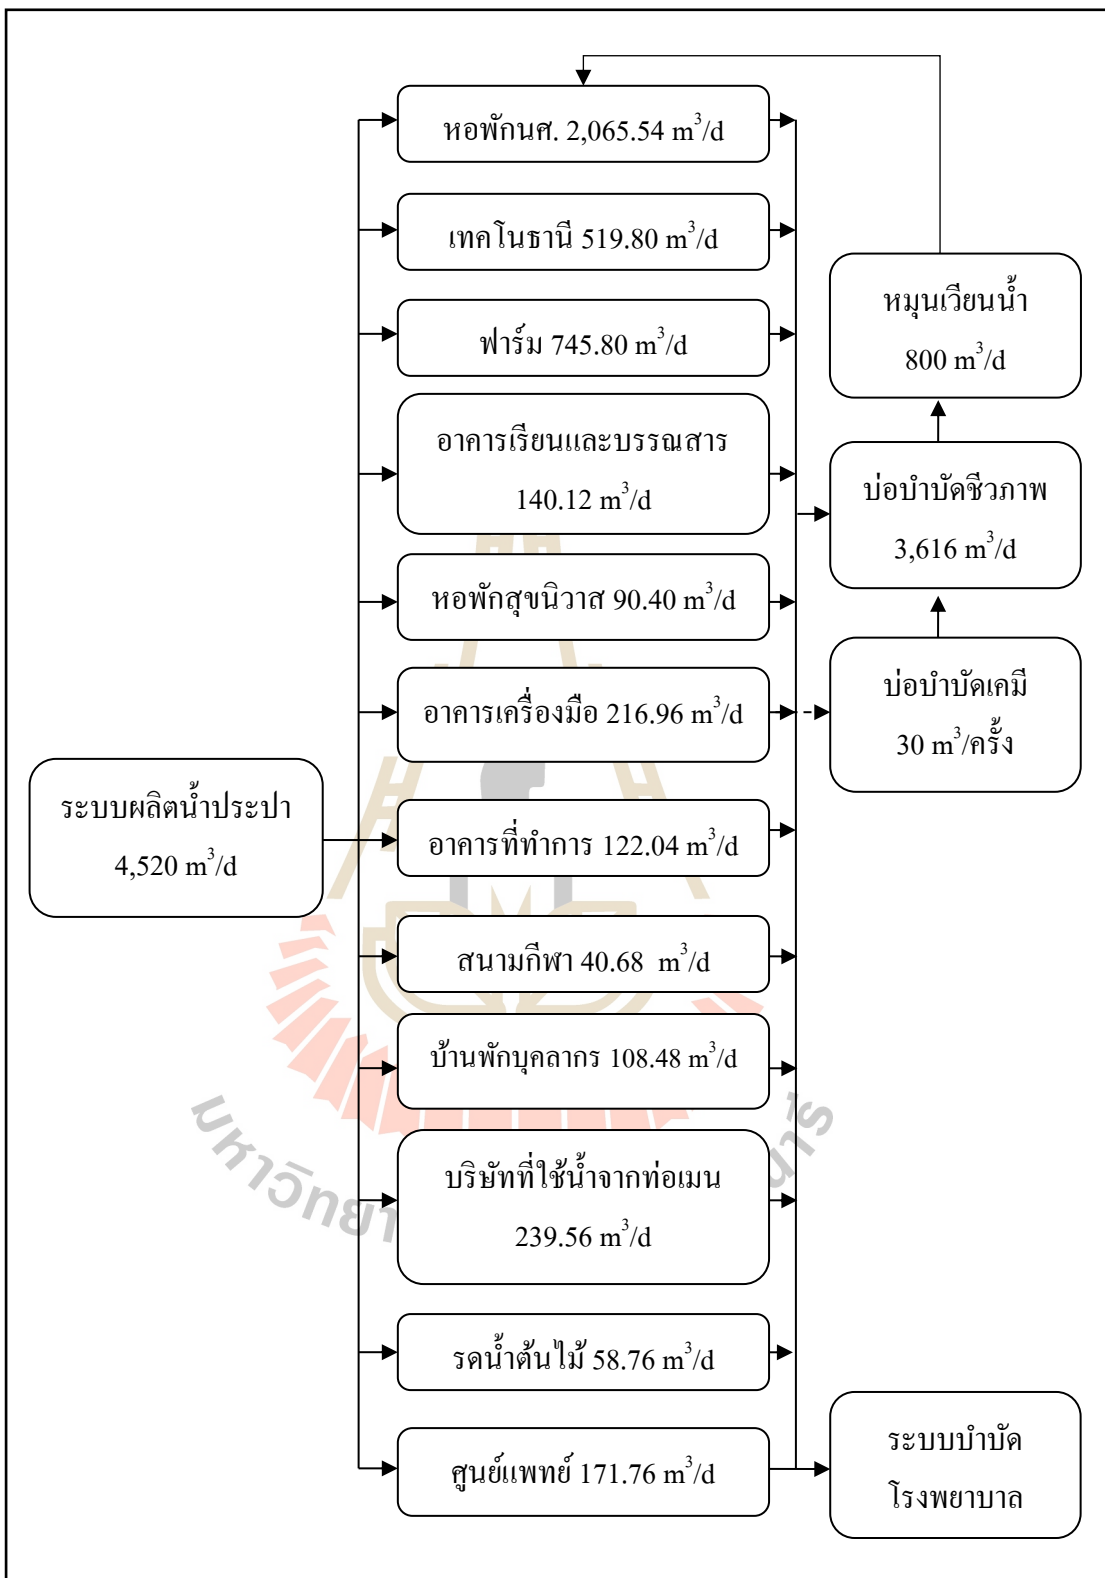 หอพักนศ. 2,065.54 m³/d
เทคโนธานี 519.80 m³/d
ฟาร์ม 745.80 m³/d
อาคารเรียนและบรรณสาร
140.12 m³/d
หอพักสุขนิวาส 90.40 m³/d
อาคารเครื่องมือ 216.96 m³/d
ระบบผลิตน้ำประปา
4,520 m³/d
อาคารที่ทำการ 122.04 m³/d
สนามกีฬา 40.68 m³/d
บ้านพักบุคลากร 108.48 m³/d
บริษัทที่ใช้น้ำจากท่อเมน
239.56 m³/d
รดน้ำต้นไม้ 58.76 m³/d
ศูนย์แพทย์ 171.76 m³/d
หมุนเวียนน้ำ
800 m³/d
บ่อบำบัดชีวภาพ
3,616 m³/d
บ่อบำบัดเคมี
30 m³/ครั้ง
ระบบบำบัด
โรงพยาบาล